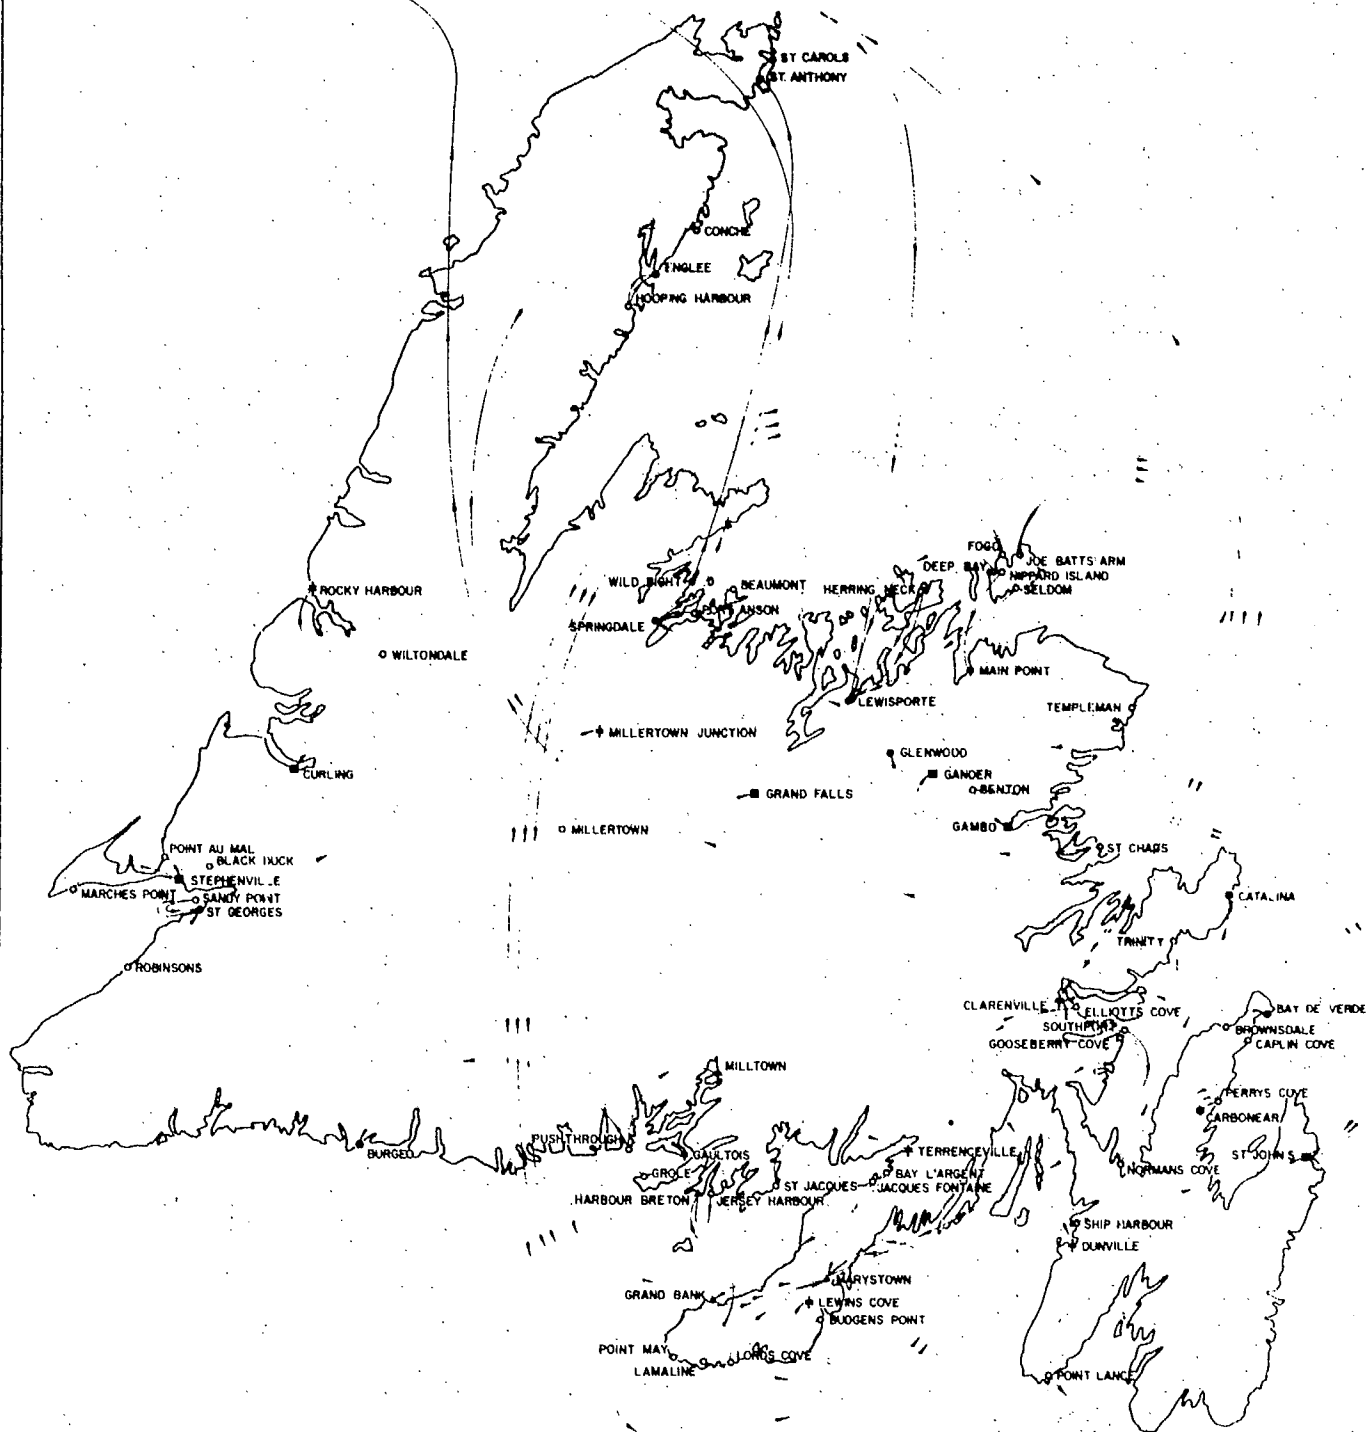 ST CAROLS
ST. ANTHONY
CONCHE
ENGLEE
HOOPING HARBOUR
FOGO
JOE BATTS ARM
DEEP BAY
NIPPARD ISLAND
WILD BIGHT
BEAUMONT
HERRING NECK
SELDOM
ROCKY HARBOUR
PORT ANSON
SPRINGDALE
WILTONDALE
MAIN POINT
LEWISPORTE
TEMPLEMAN
MILLERTOWN JUNCTION
GLENWOOD
CURLING
GANDER
BENTON
GRAND FALLS
GAMBO
MILLERTOWN
POINT AU MAL
ST CHADS
BLACK DUCK
STEPHENVILLE
MARCHES POINT
SANDY POINT
CATALINA
ST GEORGES
TRINITY
ROBINSONS
CLARENVILLE
ELLIOTTS COVE
BAY DE VERDE
SOUTHPORT
BROWNSDALE
GOOSEBERRY COVE
CAPLIN COVE
MILLTOWN
PERRYS COVE
CARBONEAR
PUSHTHROUGH
BURGEO
GAULTOIS
TERRENCEVILLE
ST JOHNS
GROLE
BAY L'ARGENT
NORMANS COVE
ST JACQUES
JACQUES FONTAINE
HARBOUR BRETON
JERSEY HARBOUR
SHIP HARBOUR
DUNVILLE
MARYSTOWN
GRAND BANK
LEWINS COVE
BUDGENS POINT
POINT MAY
LORDS COVE
LAMALINE
POINT LANCE